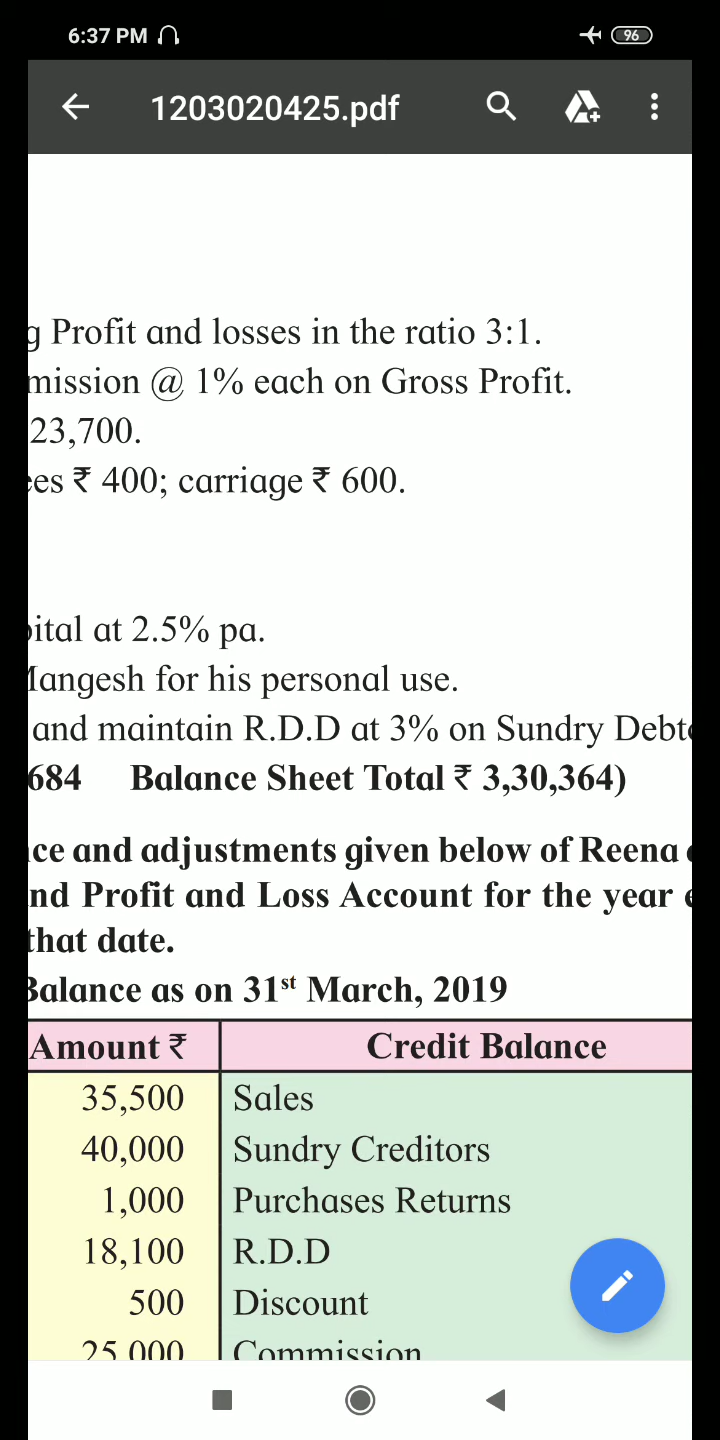 6:37 PM
96
1203020425.pdf
g Profit and losses in the ratio 3:1.
mission @ 1% each on Gross Profit.
23,700.
ees ₹ 400; carriage ₹ 600.
pital at 2.5% pa.
Mangesh for his personal use.
and maintain R.D.D at 3% on Sundry Debto
684 Balance Sheet Total ₹ 3,30,364)
nce and adjustments given below of Reena
nd Profit and Loss Account for the year e
that date.
Balance as on 31st March, 2019
Amount ₹ Credit Balance
35,500 Sales
40,000 Sundry Creditors
1,000 Purchases Returns
18,100 R.D.D
500 Discount
25,000 Commission